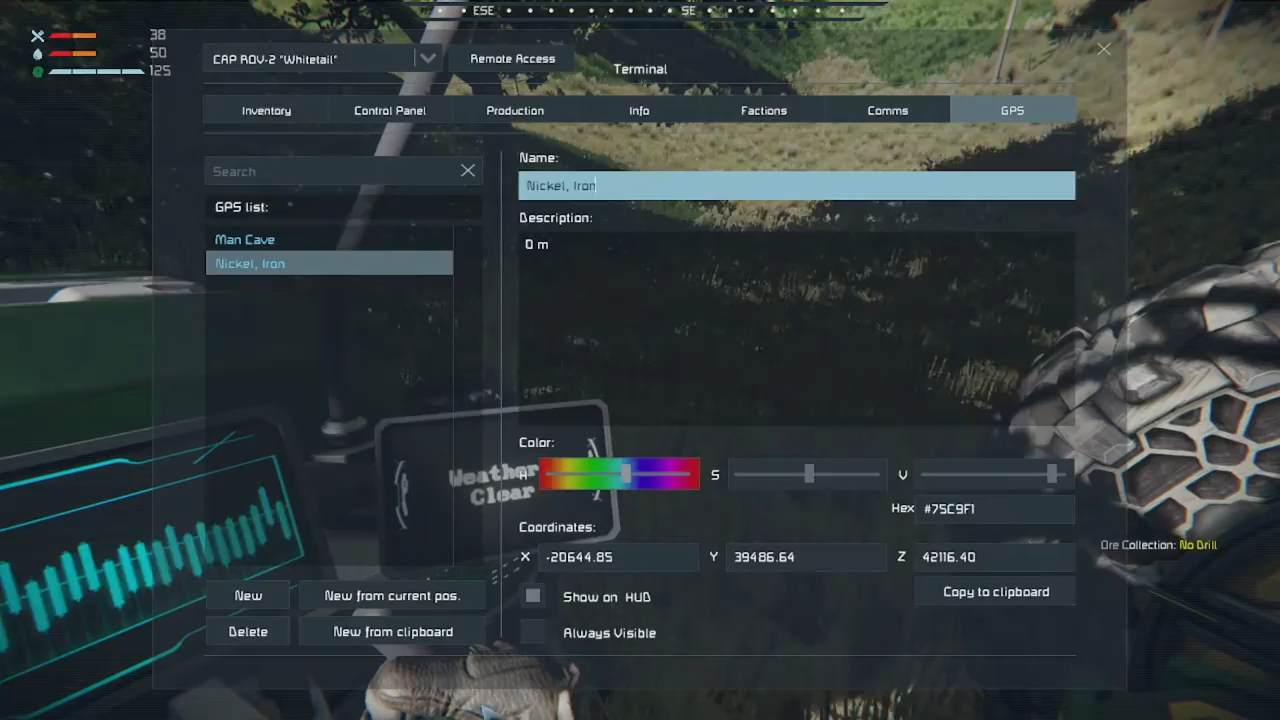 ESE SE
38
50
125
CAP ROV-2 "Whitetail" Remote Access
Terminal
Inventory Control Panel Production Info Factions Comms GPS
Search
GPS list:
Man Cave
Nickel, Iron
Name:
Nickel, Iron
Description:
0 m
Color:
H S V
Hex #75C9F1
Coordinates:
X -20644.85 Y 39486.64 Z 42116.40
Show on HUD
Always Visible
Copy to clipboard
New New from current pos.
Delete New from clipboard
Weather
Clear
Ore Collection: No Drill